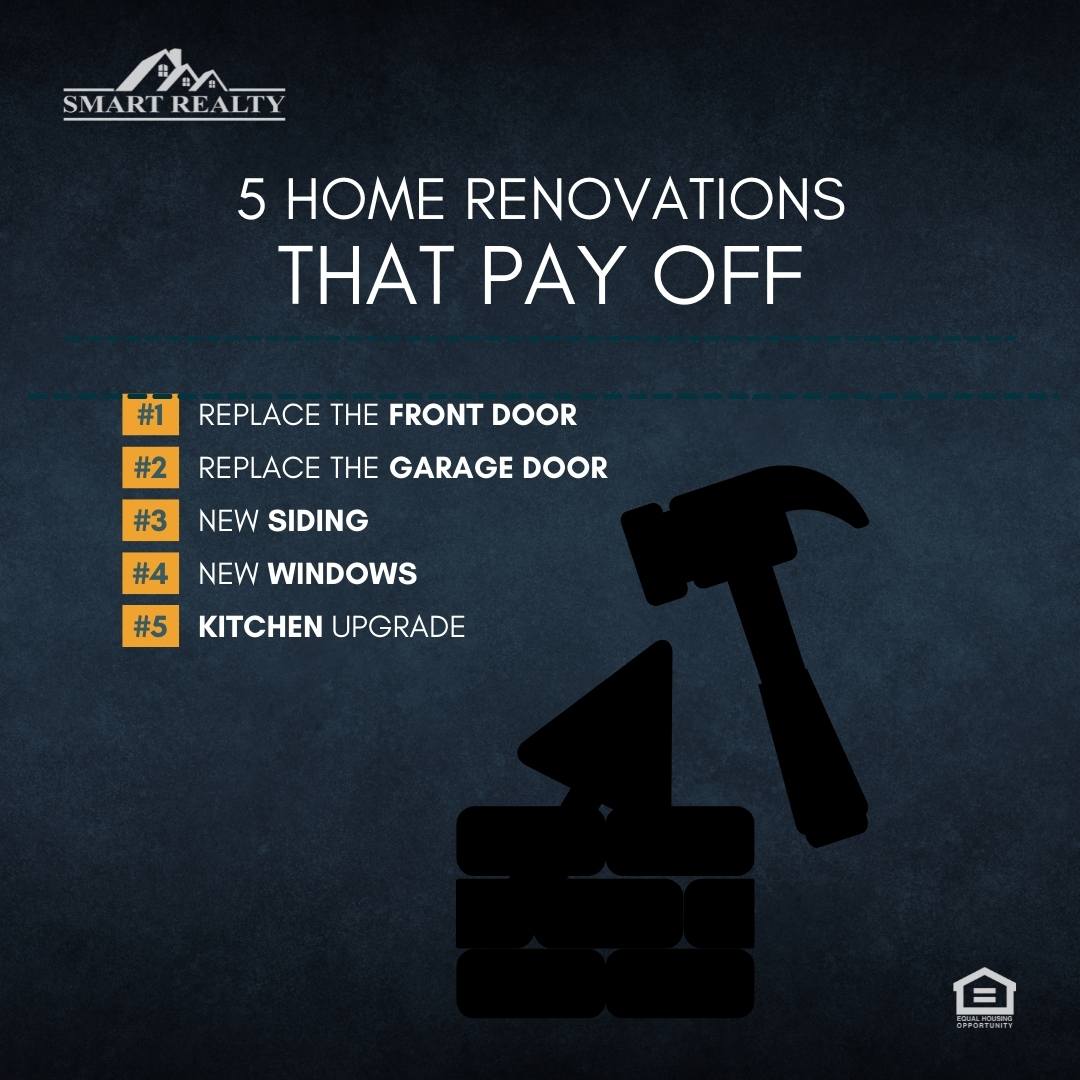 SMART REALTY
5 HOME RENOVATIONS
THAT PAY OFF
#1 REPLACE THE FRONT DOOR
#2 REPLACE THE GARAGE DOOR
#3 NEW SIDING
#4 NEW WINDOWS
#5 KITCHEN UPGRADE
EQUAL HOUSING
OPPORTUNITY